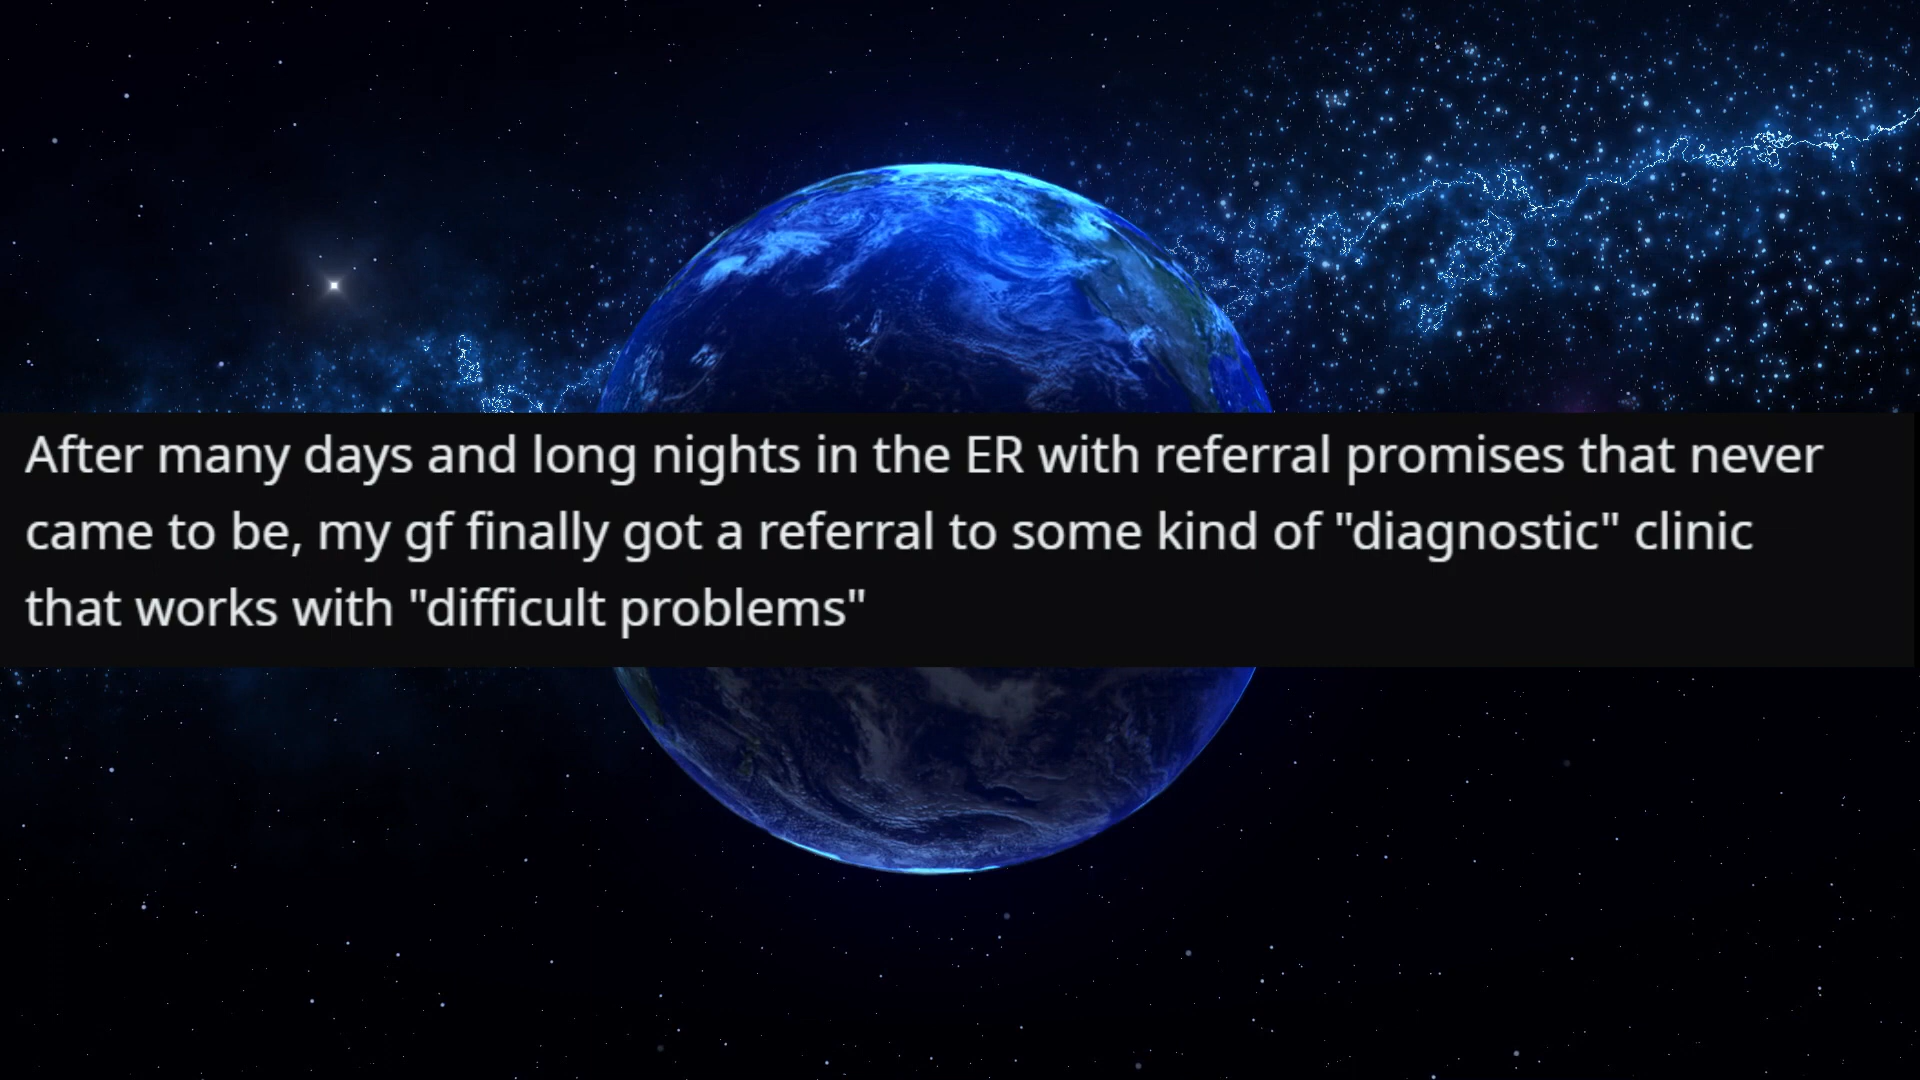 After many days and long nights in the ER with referral promises that never
came to be, my gf finally got a referral to some kind of "diagnostic" clinic
that works with "difficult problems"